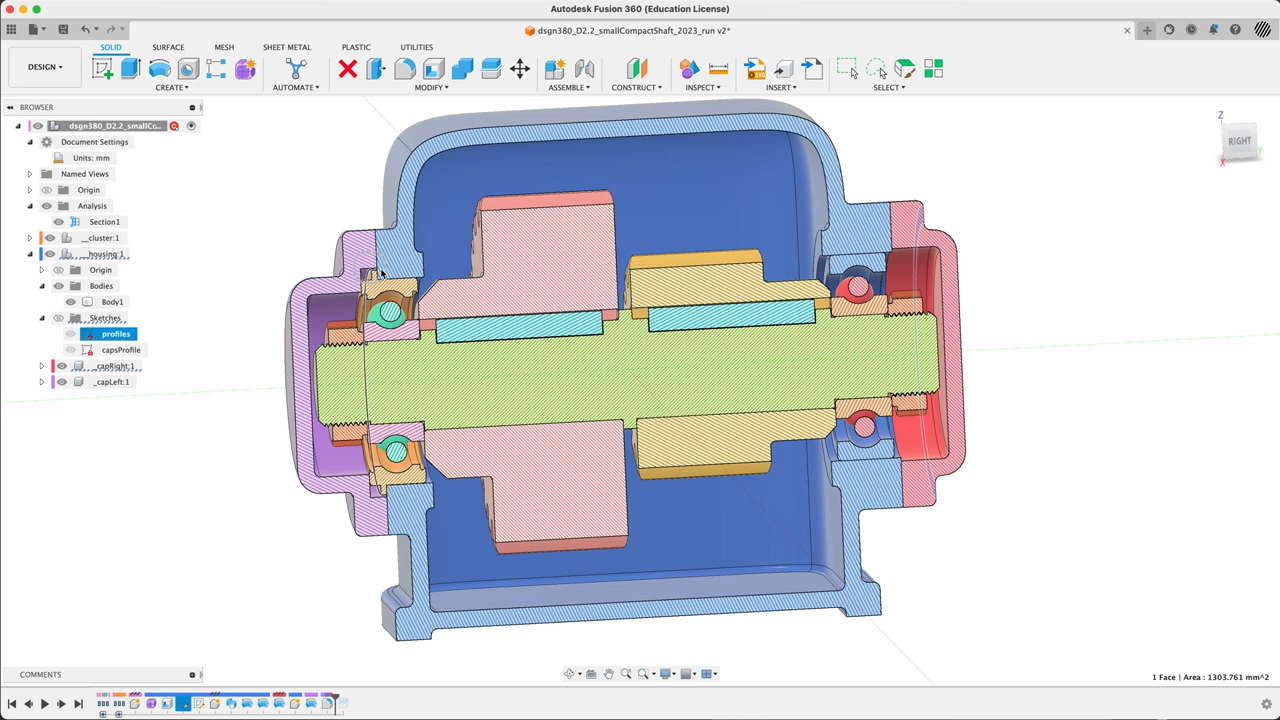 Autodesk Fusion 360 (Education License)
dsgn380_D2.2_smallCompactShaft_2023_run v2*
DESIGN
SOLID SURFACE MESH SHEET METAL PLASTIC UTILITIES
CREATE AUTOMATE MODIFY ASSEMBLE CONSTRUCT INSPECT INSERT SELECT
BROWSER
dsgn380_D2.2_smallCo...
Document Settings
Units: mm
Named Views
Origin
Analysis
Section1
__cluster:1
__housing:1
Origin
Bodies
Body1
Sketches
profiles
capsProfile
_capRight:1
_capLeft:1
Z
RIGHT
Y
X
COMMENTS
1 Face | Area : 1303.761 mm^2